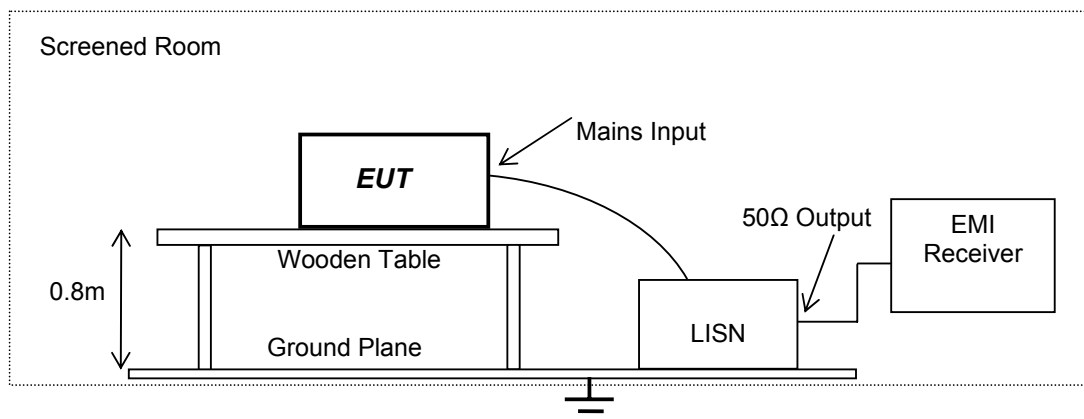 Screened Room
Mains Input
EUT
50Ω Output
EMI
Receiver
Wooden Table
0.8m
LISN
Ground Plane